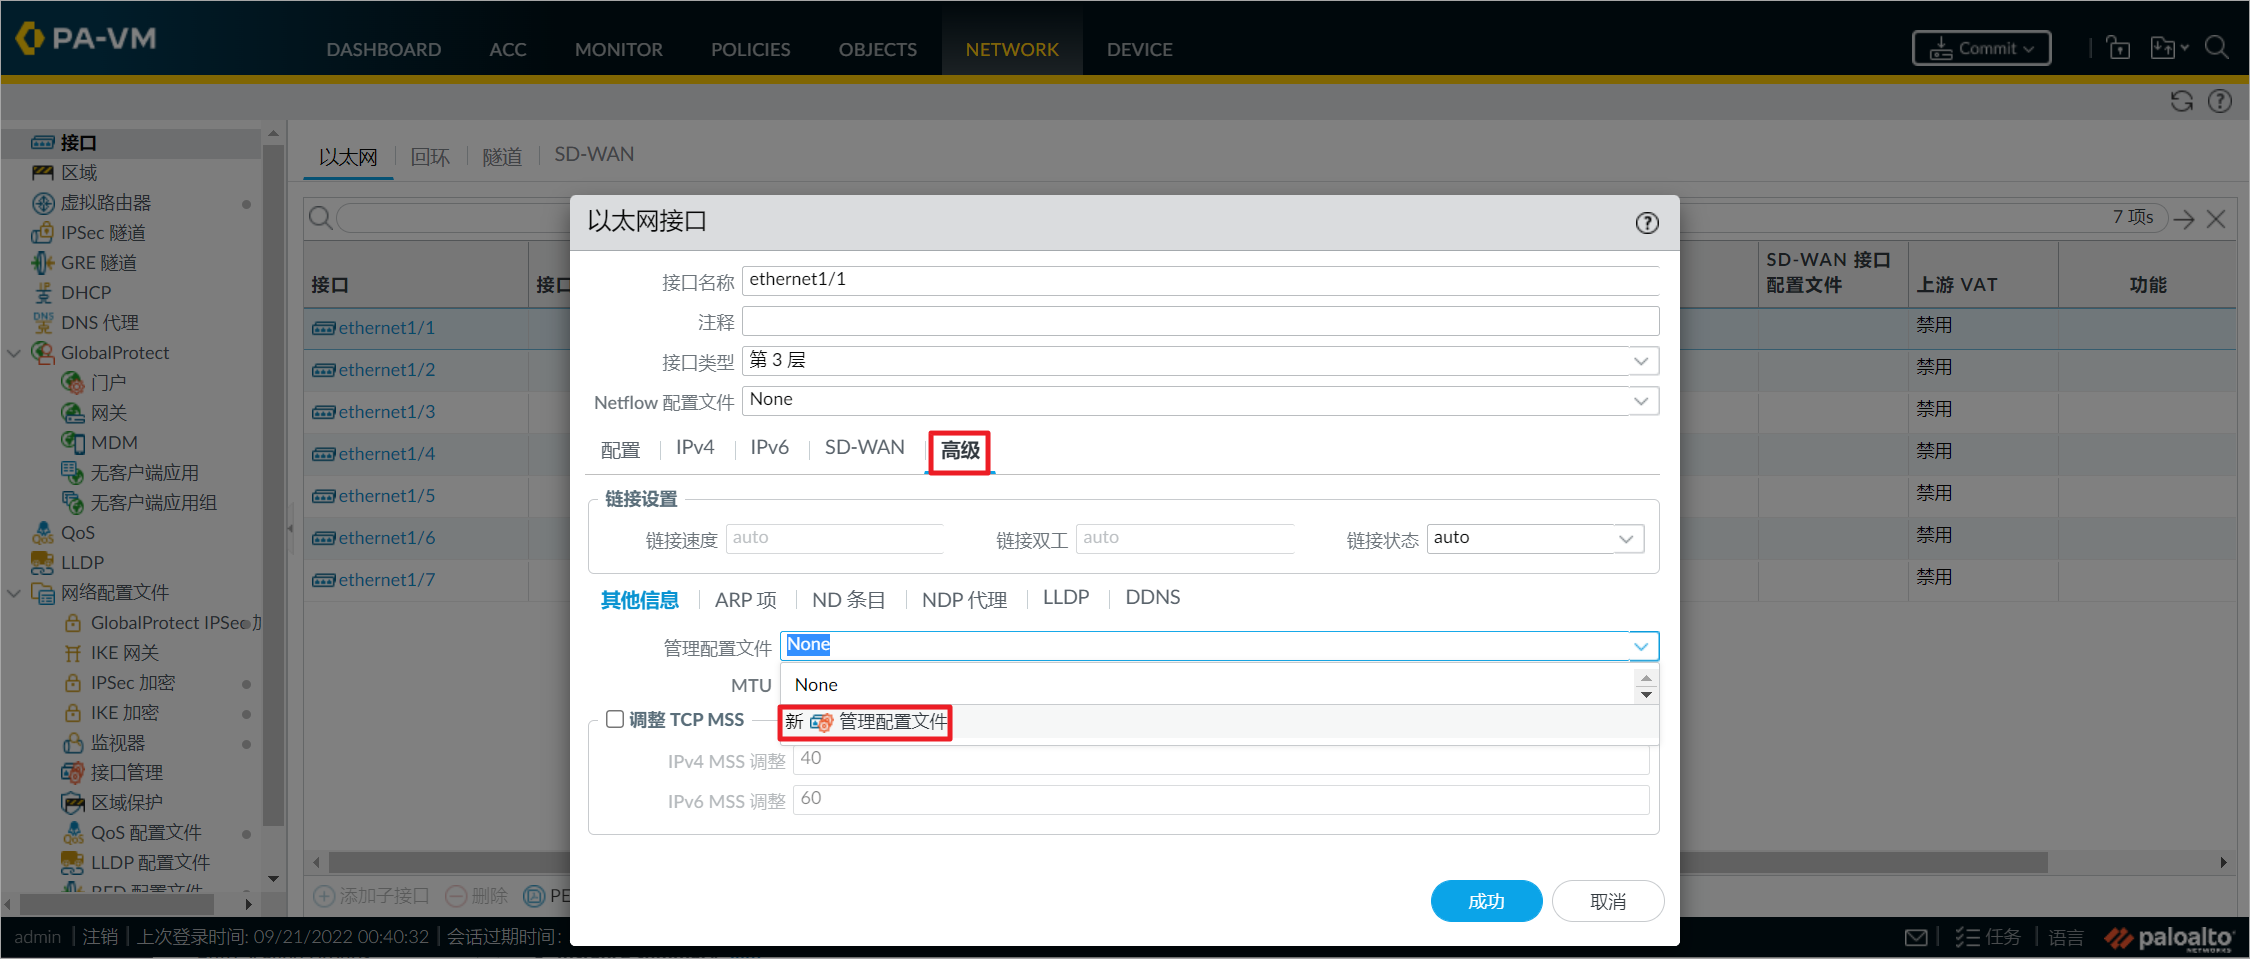 PA-VM
DASHBOARD ACC MONITOR POLICIES OBJECTS NETWORK DEVICE
Commit
接口
区域
虚拟路由器
IPSec 隧道
GRE 隧道
DHCP
DNS 代理
GlobalProtect
门户
网关
MDM
无客户端应用
无客户端应用组
QoS
LLDP
网络配置文件
GlobalProtect IPSec 加
IKE 网关
IPSec 加密
IKE 加密
监视器
接口管理
区域保护
QoS 配置文件
LLDP 配置文件
BFD 配置文件
以太网 回环 隧道 SD-WAN
7 项s
接口 接口 SD-WAN 接口配置文件 上游 VAT 功能
ethernet1/1 禁用
ethernet1/2 禁用
ethernet1/3 禁用
ethernet1/4 禁用
ethernet1/5 禁用
ethernet1/6 禁用
ethernet1/7 禁用
添加子接口 删除 PE
以太网接口
接口名称 ethernet1/1
注释
接口类型 第 3 层
Netflow 配置文件 None
配置 IPv4 IPv6 SD-WAN 高级
链接设置
链接速度 auto 链接双工 auto 链接状态 auto
其他信息 ARP 项 ND 条目 NDP 代理 LLDP DDNS
管理配置文件 None
MTU None
调整 TCP MSS 新 管理配置文件
IPv4 MSS 调整 40
IPv6 MSS 调整 60
成功 取消
admin 注销 上次登录时间: 09/21/2022 00:40:32 会话过期时间:
任务 语言 paloalto NETWORKS